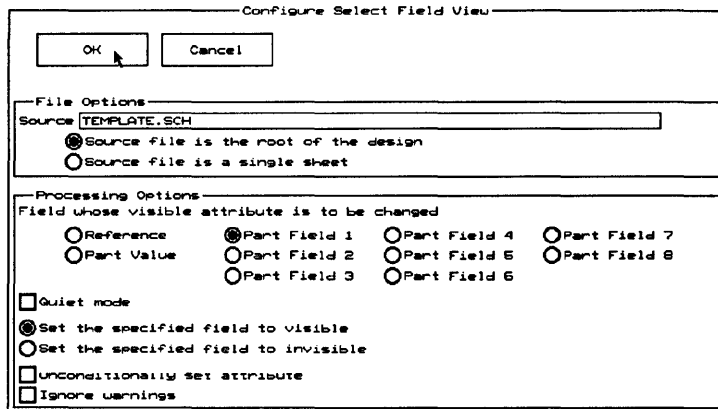 Configure Select Field View
OK Cancel
File Options
Source TEMPLATE.SCH
Source file is the root of the design
Source file is a single sheet
Processing Options
Field whose visible attribute is to be changed
Reference Part Field 1 Part Field 4 Part Field 7
Part Value Part Field 2 Part Field 5 Part Field 8
Part Field 3 Part Field 6
Quiet mode
Set the specified field to visible
Set the specified field to invisible
Unconditionally set attribute
Ignore warnings